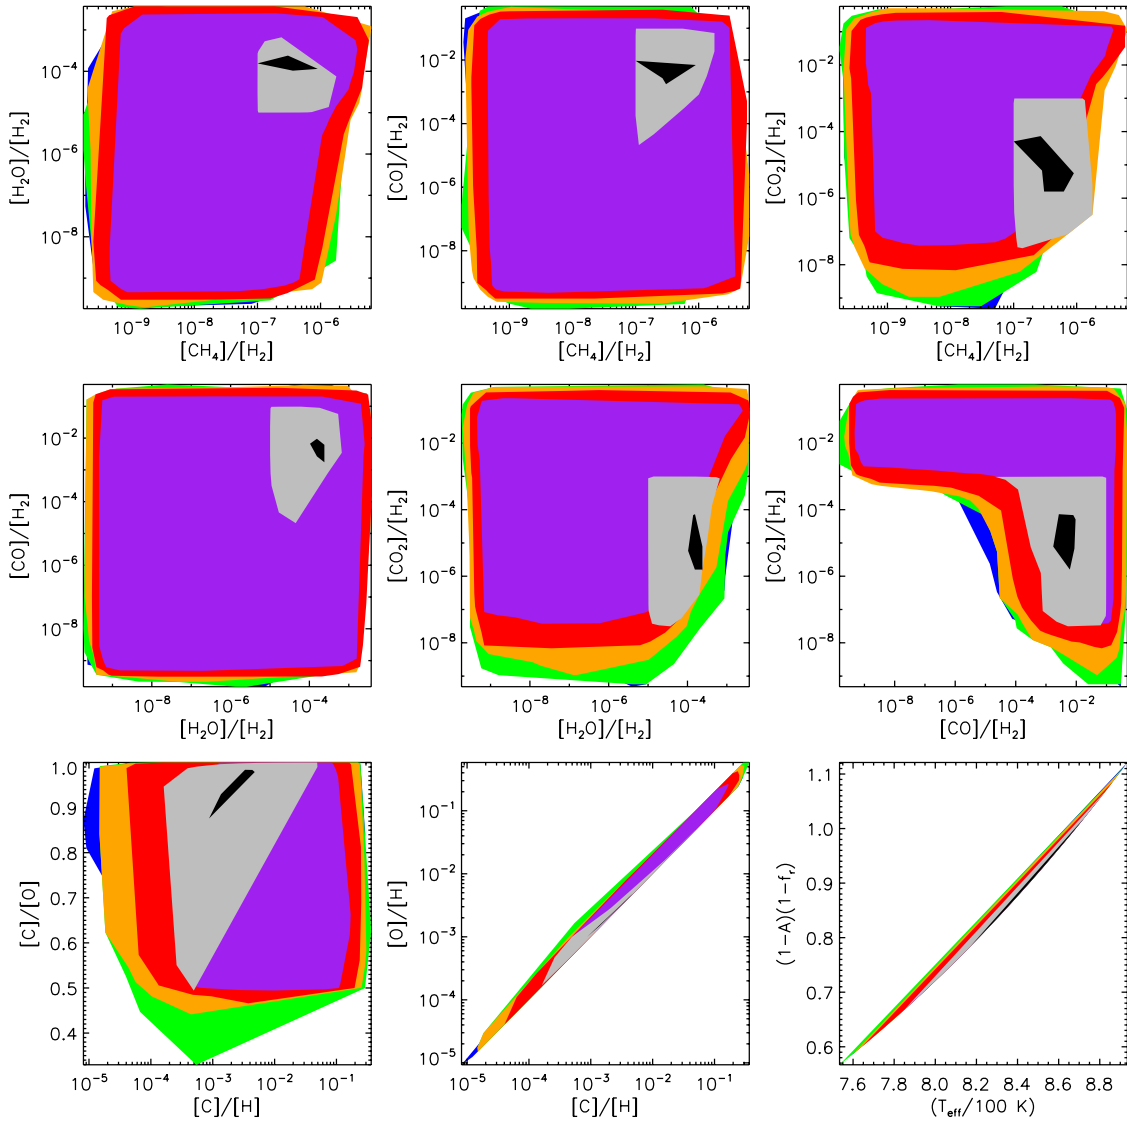 10⁻⁴
10⁻⁶
10⁻⁸
[H₂O]/[H₂]
10⁻⁹ 10⁻⁸ 10⁻⁷ 10⁻⁶
[CH₄]/[H₂]
10⁻²
10⁻⁴
10⁻⁶
10⁻⁸
[CO]/[H₂]
10⁻⁹ 10⁻⁸ 10⁻⁷ 10⁻⁶
[CH₄]/[H₂]
10⁻²
10⁻⁴
10⁻⁶
10⁻⁸
[CO₂]/[H₂]
10⁻⁹ 10⁻⁸ 10⁻⁷ 10⁻⁶
[CH₄]/[H₂]
10⁻²
10⁻⁴
10⁻⁶
10⁻⁸
[CO]/[H₂]
10⁻⁸ 10⁻⁶ 10⁻⁴
[H₂O]/[H₂]
10⁻²
10⁻⁴
10⁻⁶
10⁻⁸
[CO₂]/[H₂]
10⁻⁸ 10⁻⁶ 10⁻⁴
[H₂O]/[H₂]
10⁻²
10⁻⁴
10⁻⁶
10⁻⁸
[CO₂]/[H₂]
10⁻⁸ 10⁻⁶ 10⁻⁴ 10⁻²
[CO]/[H₂]
1.0
0.9
0.8
0.7
0.6
0.5
0.4
[C]/[O]
10⁻⁵ 10⁻⁴ 10⁻³ 10⁻² 10⁻¹
[C]/[H]
10⁻¹
10⁻²
10⁻³
10⁻⁴
10⁻⁵
[O]/[H]
10⁻⁵ 10⁻⁴ 10⁻³ 10⁻² 10⁻¹
[C]/[H]
1.1
1.0
0.9
0.8
0.7
0.6
(1−A)(1−fᵣ)
7.6 7.8 8.0 8.2 8.4 8.6 8.8
(T_eff/100 K)